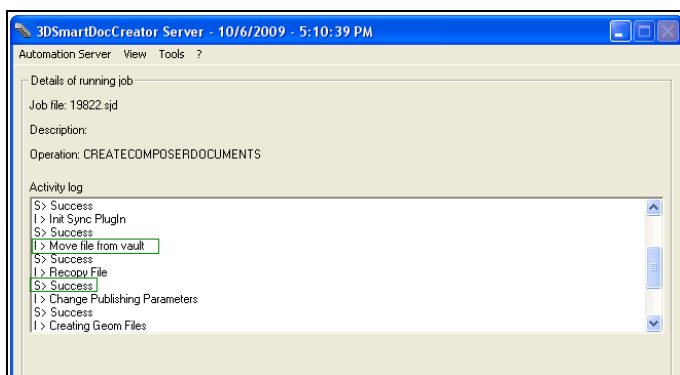 3DSmartDocCreator Server - 10/6/2009 - 5:10:39 PM
Automation Server View Tools ?
Details of running job
Job file: 19822.sjd
Description:
Operation: CREATECOMPOSERDOCUMENTS
Activity log
S> Success
I > Init Sync PlugIn
S> Success
I > Move file from vault
S> Success
I > Recopy File
S> Success
I > Change Publishing Parameters
S> Success
I > Creating Geom Files